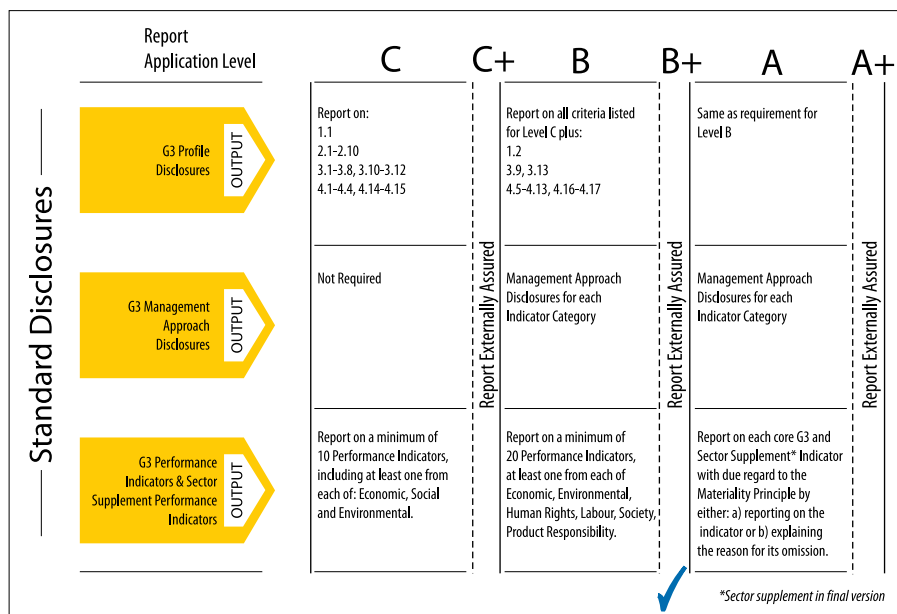 Report
Application Level
C
C+
B
B+
A
A+
Standard Disclosures
G3 Profile
Disclosures
OUTPUT
Report on:
1.1
2.1-2.10
3.1-3.8, 3.10-3.12
4.1-4.4, 4.14-4.15
Report on all criteria listed
for Level C plus:
1.2
3.9, 3.13
4.5-4.13, 4.16-4.17
Same as requirement for
Level B
G3 Management
Approach
Disclosures
OUTPUT
Not Required
Management Approach
Disclosures for each
Indicator Category
Management Approach
Disclosures for each
Indicator Category
Report Externally Assured
Report Externally Assured
Report Externally Assured
G3 Performance
Indicators & Sector
Supplement Performance
Indicators
OUTPUT
Report on a minimum of
10 Performance Indicators,
including at least one from
each of: Economic, Social
and Environmental.
Report on a minimum of
20 Performance Indicators,
at least one from each of
Economic, Environmental,
Human Rights, Labour, Society,
Product Responsibility.
Report on each core G3 and
Sector Supplement* Indicator
with due regard to the
Materiality Principle by
either: a) reporting on the
indicator or b) explaining
the reason for its omission.
*Sector supplement in final version